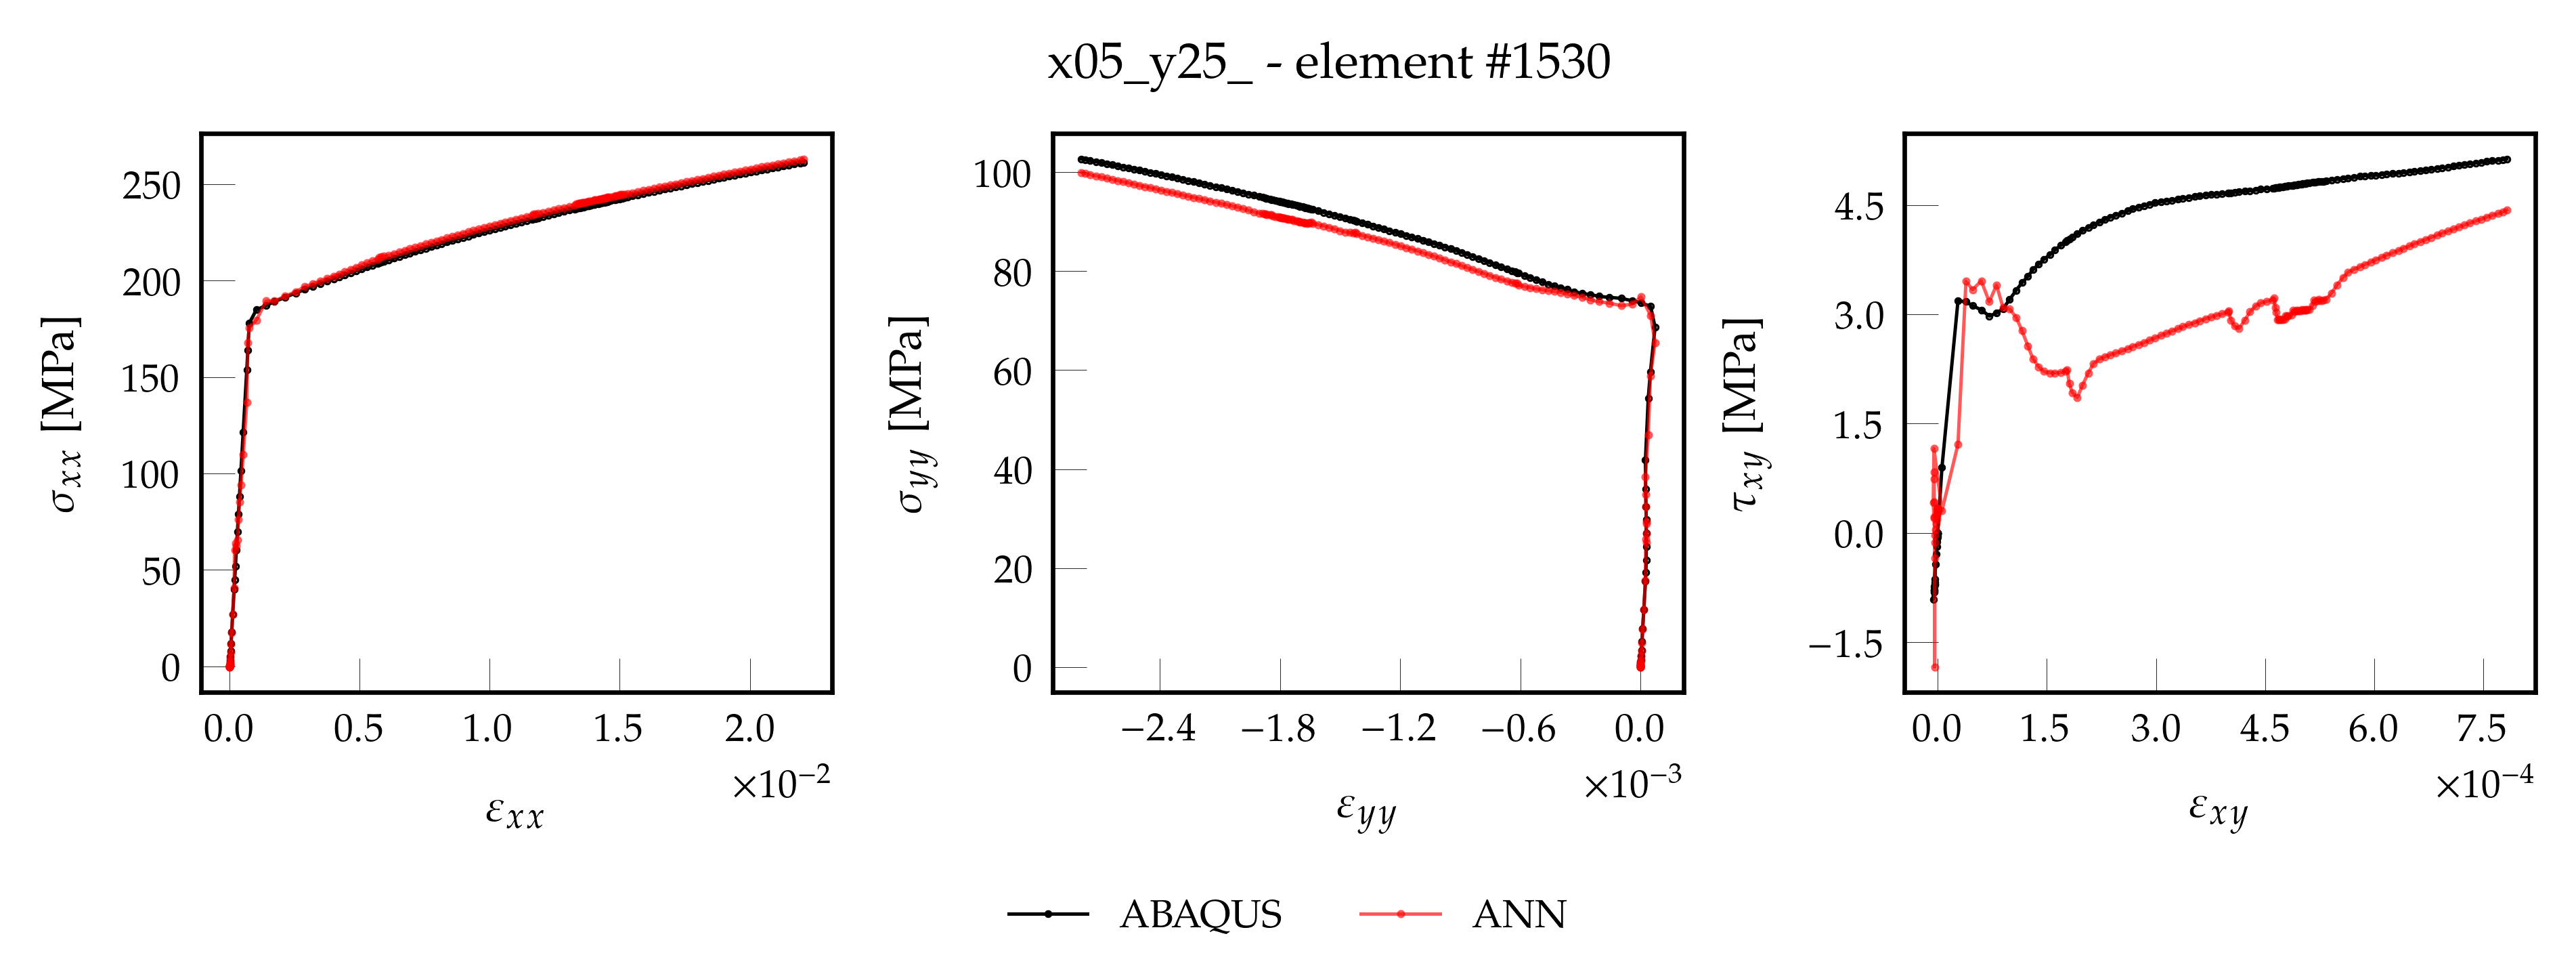 x05_y25_ - element #1530
σxx [MPa]
250
200
150
100
50
0
0.0 0.5 1.0 1.5 2.0
×10−2
εxx
σyy [MPa]
100
80
60
40
20
0
−2.4 −1.8 −1.2 −0.6 0.0
×10−3
εyy
τxy [MPa]
4.5
3.0
1.5
0.0
−1.5
0.0 1.5 3.0 4.5 6.0 7.5
×10−4
εxy
ABAQUS ANN